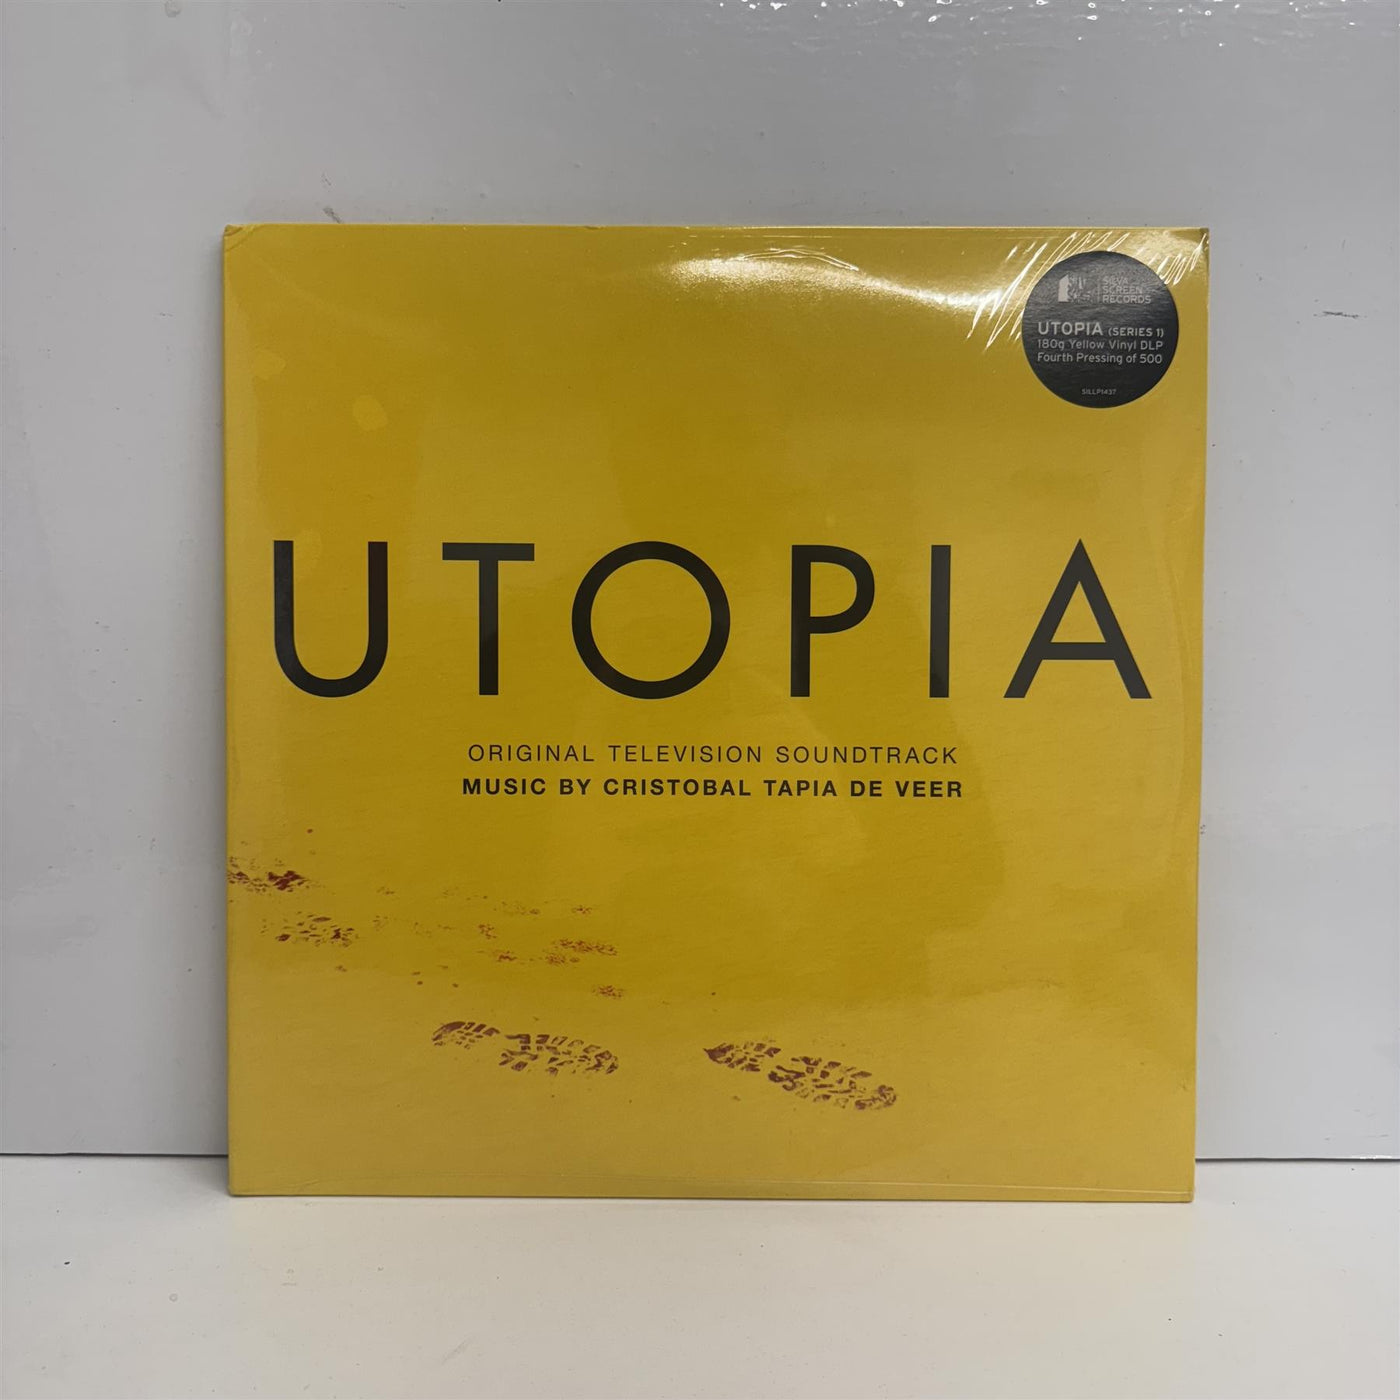 SILVA
SCREEN
RECORDS
UTOPIA (SERIES 1)
180g Yellow Vinyl DLP
Fourth Pressing of 500
SILLP1437
UTOPIA
ORIGINAL TELEVISION SOUNDTRACK
MUSIC BY CRISTOBAL TAPIA DE VEER